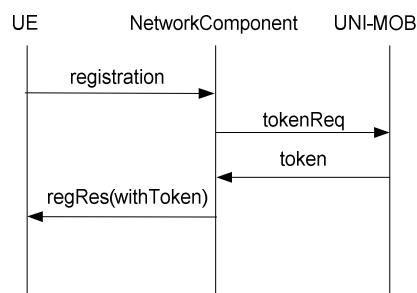 UE NetworkComponent UNI-MOB
registration
tokenReq
token
regRes(withToken)